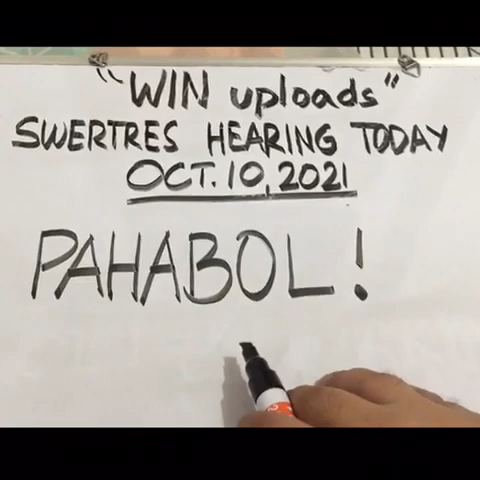 "WIN uploads"
SWERTRES HEARING TODAY
OCT. 10, 2021
PAHABOL!